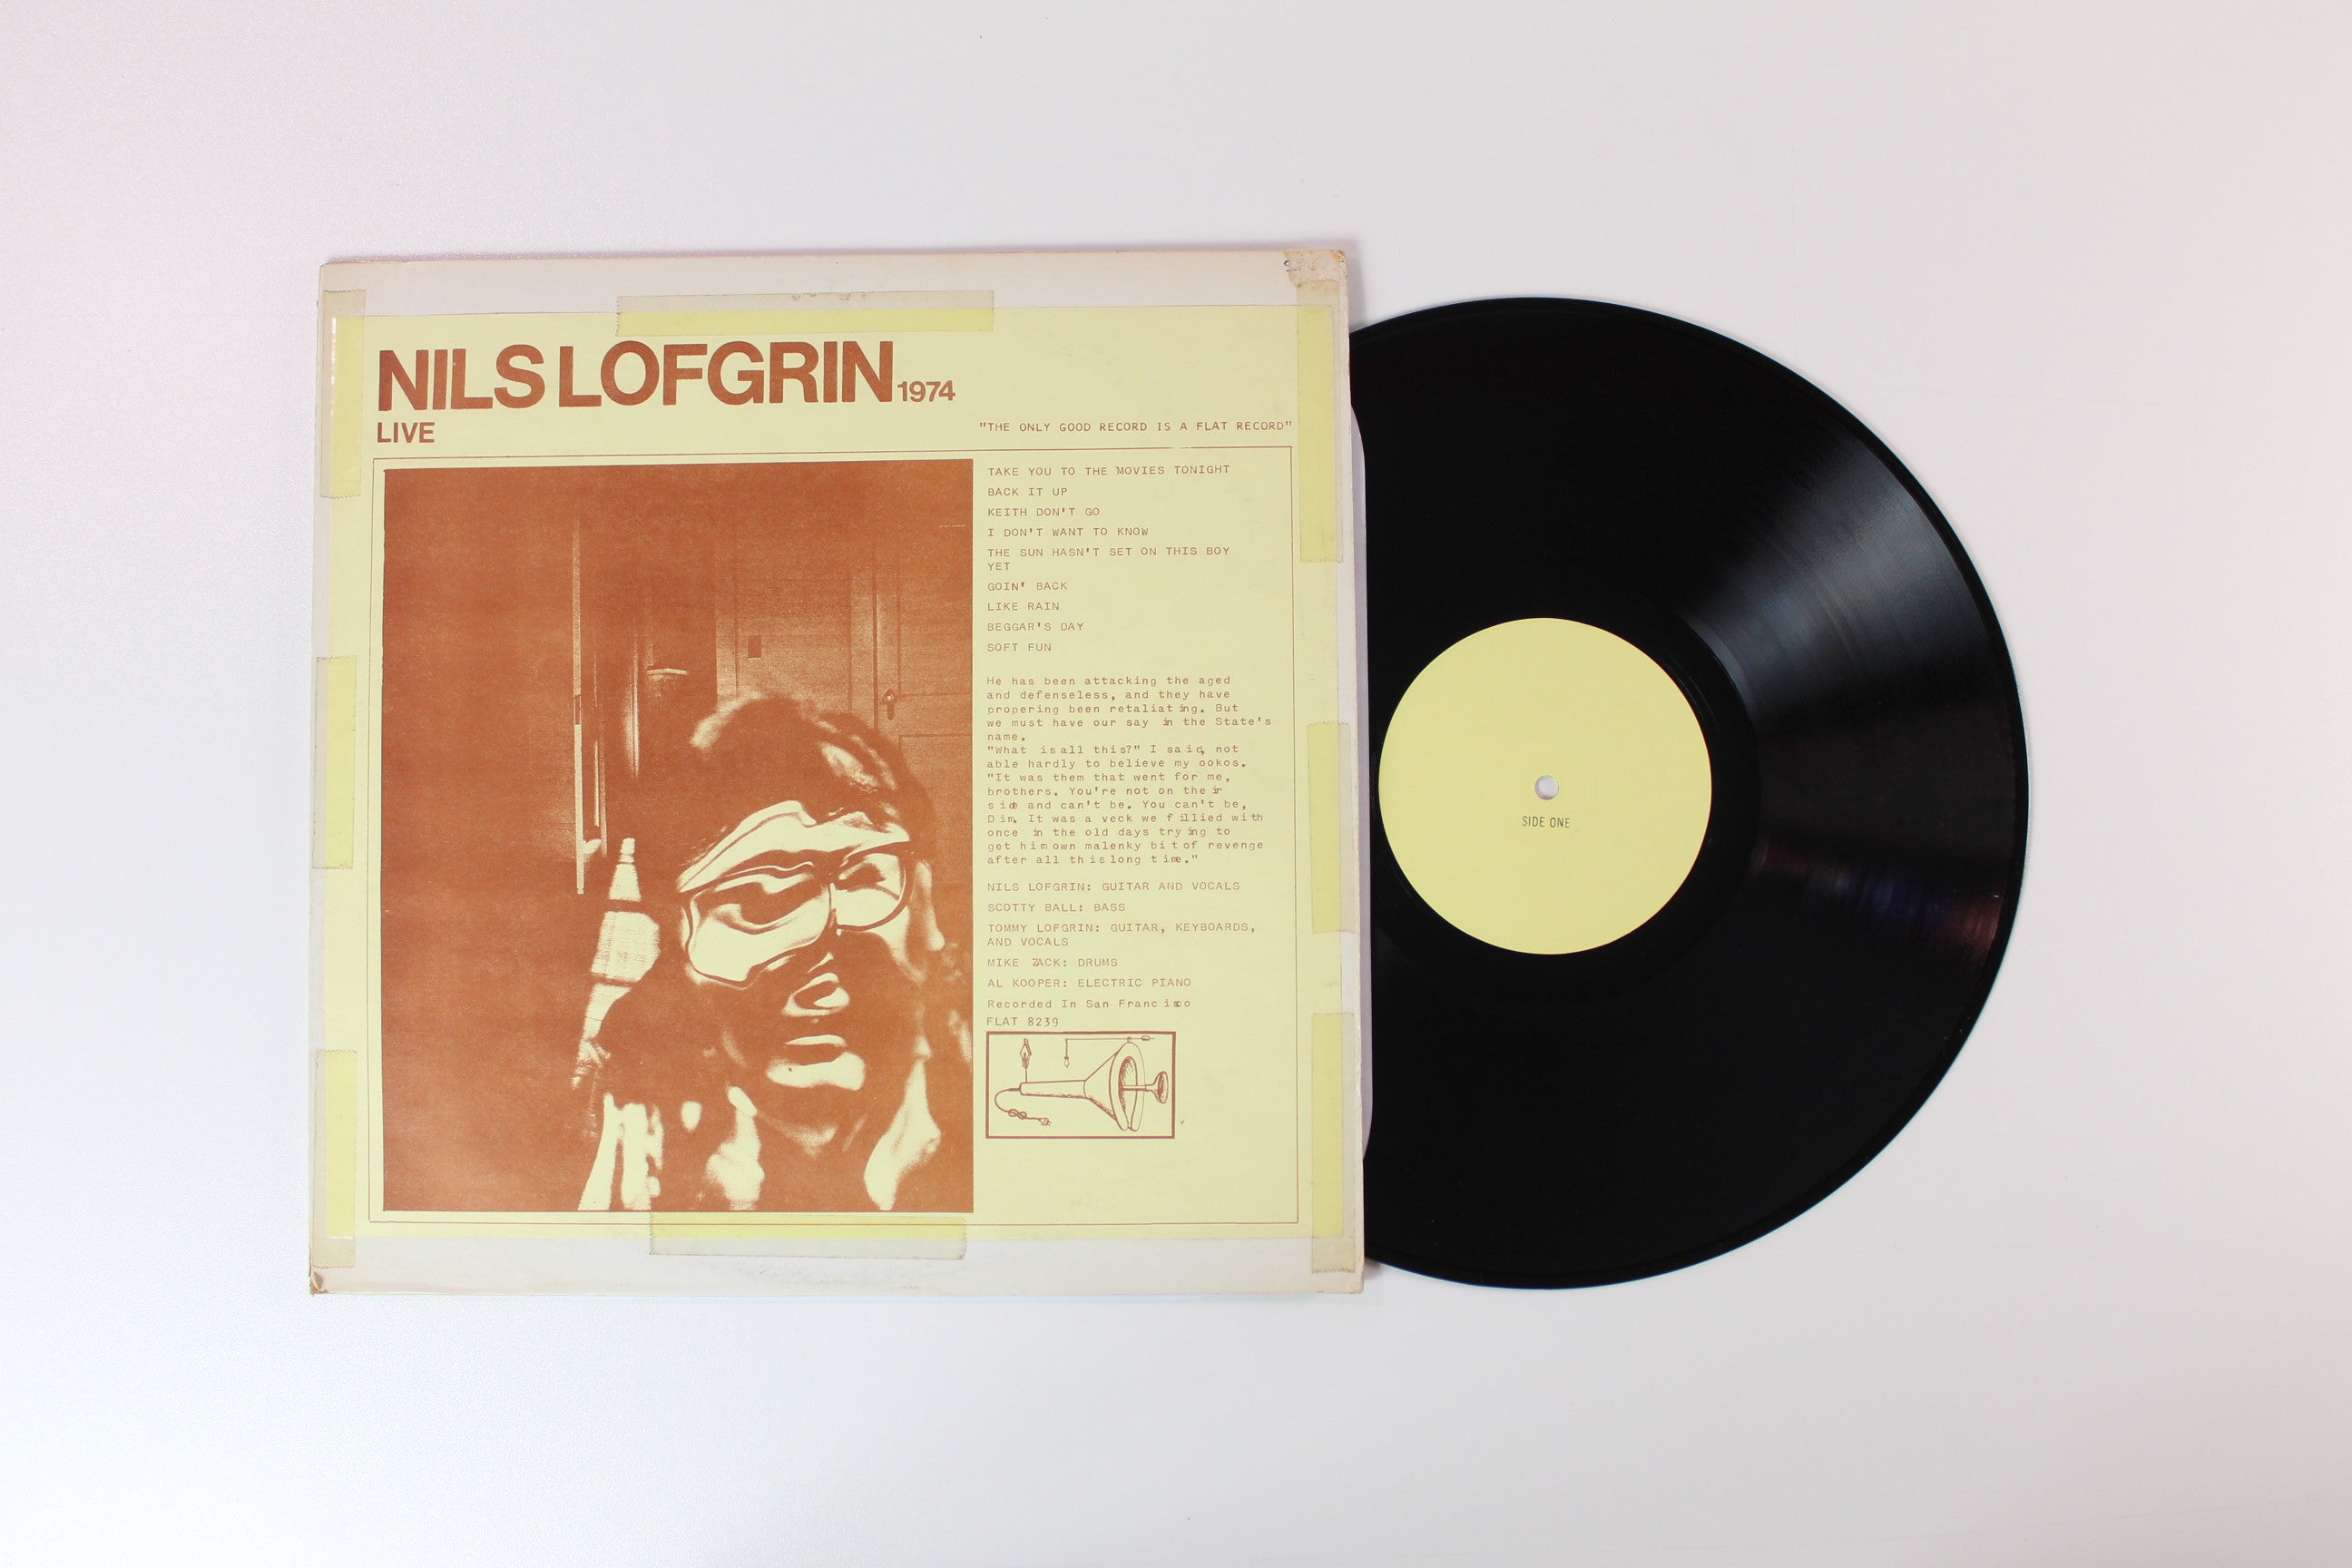 NILS LOFGRIN 1974
LIVE
"THE ONLY GOOD RECORD IS A FLAT RECORD"
TAKE YOU TO THE MOVIES TONIGHT
BACK IT UP
KEITH DON'T GO
I DON'T WANT TO KNOW
THE SUN HASN'T SET ON THIS BOY
YET
GOIN' BACK
LIKE RAIN
BEGGAR'S DAY
SOFT FUN
He has been attacking the aged
and defenseless, and they have
propering been retaliating. But
we must have our say in the State's
name.
"What is all this?" I said, not
able hardly to believe my ookos.
"It was them that went for me,
brothers. You're not on their
side and can't be. You can't be,
Dim. It was a veck we fillied with
once in the old days trying to
get him own malenky bit of revenge
after all this long time."
NILS LOFGRIN: GUITAR AND VOCALS
SCOTTY BALL: BASS
TOMMY LOFGRIN: GUITAR, KEYBOARDS,
AND VOCALS
MIKE ZACK: DRUMS
AL KOOPER: ELECTRIC PIANO
Recorded In San Francisco
FLAT 8239
SIDE ONE